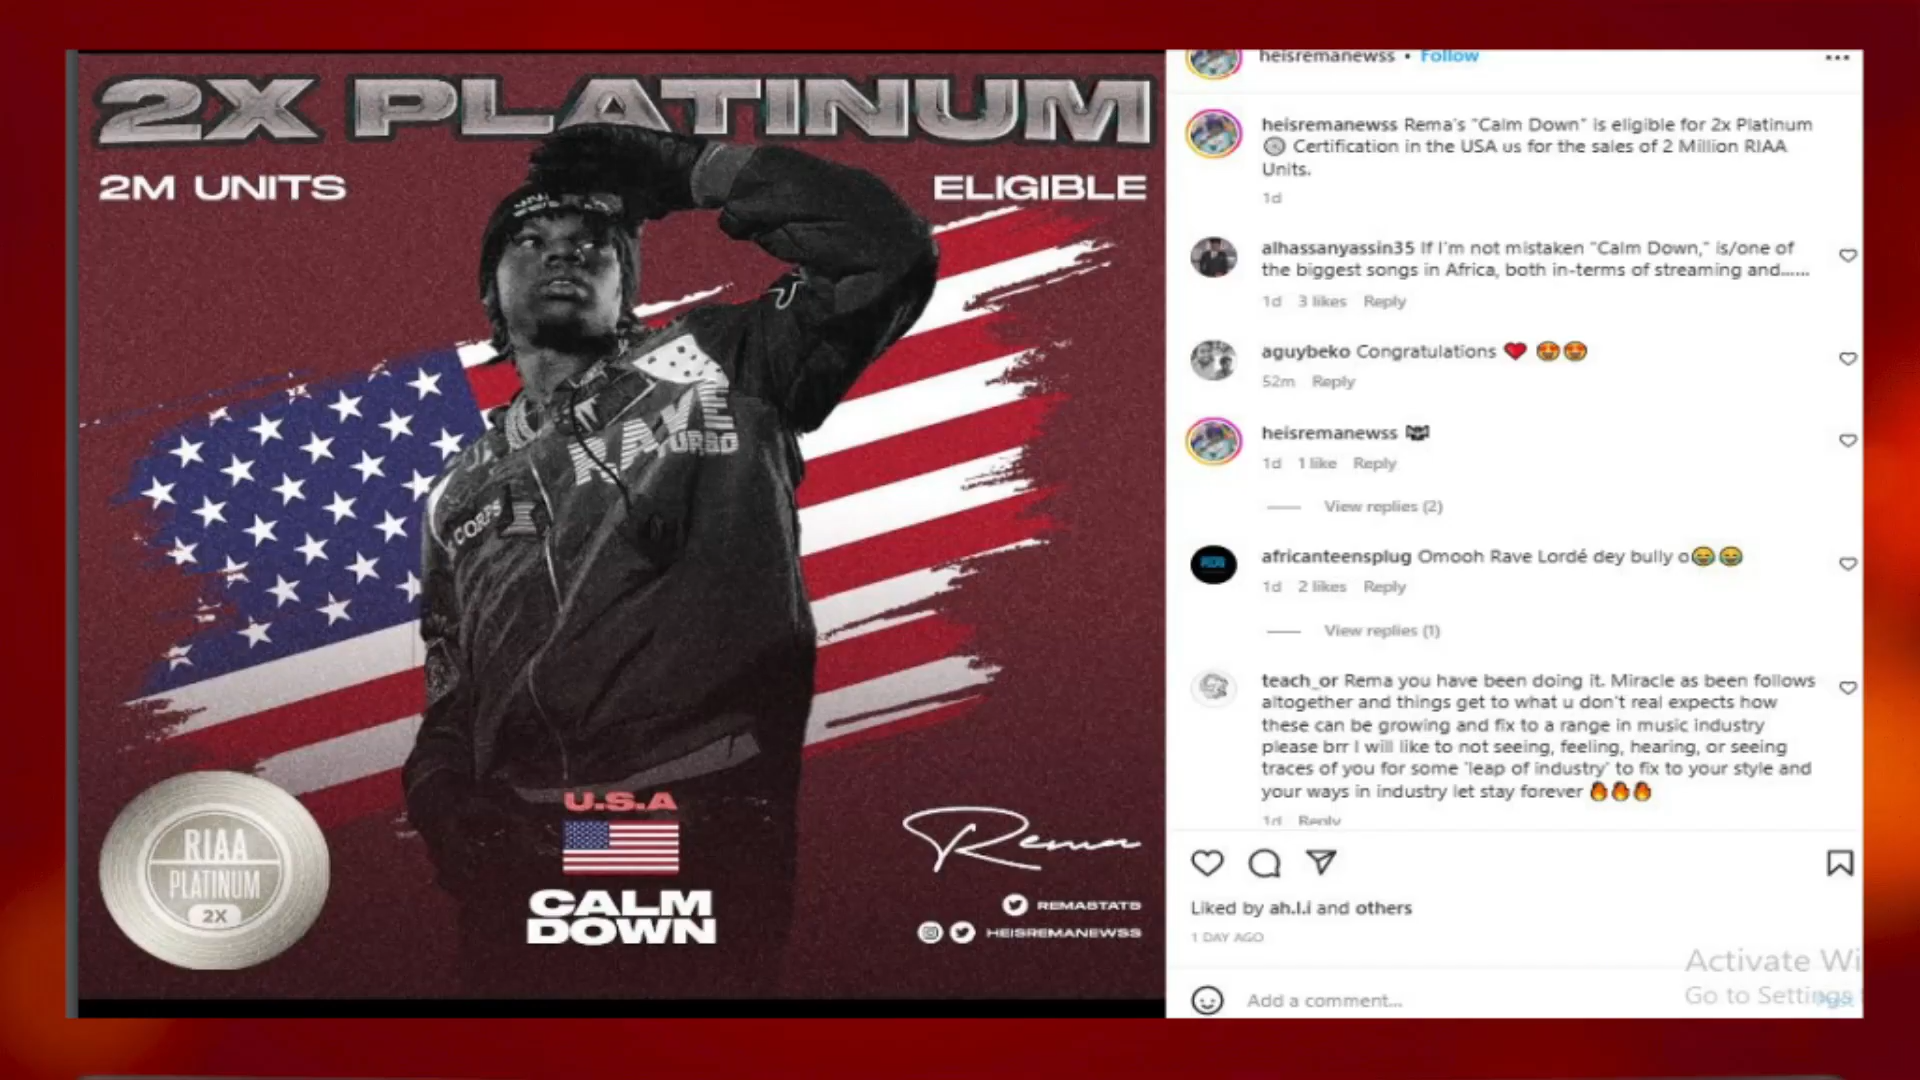 2X PLATINUM
2M UNITS
ELIGIBLE
CORPS
RAVE
TURBO
U.S.A
CALM
DOWN
RIAA
PLATINUM
2X
Rema
REMASTATS
HEISREMANEWSS
heisremanewss • Follow
heisremanewss Rema's "Calm Down" is eligible for 2x Platinum
Certification in the USA us for the sales of 2 Million RIAA
Units.
1d
alhassanyassin35 If I'm not mistaken "Calm Down," is/one of
the biggest songs in Africa, both in-terms of streaming and......
1d 3 likes Reply
aguybeko Congratulations ❤️ 😍😍
52m Reply
heisremanewss
1d 1 like Reply
View replies (2)
africanteensplug Omooh Rave Lordé dey bully o😂😂
1d 2 likes Reply
View replies (1)
teach_or Rema you have been doing it. Miracle as been follows
altogether and things get to what u don't real expects how
these can be growing and fix to a range in music industry
please brr I will like to not seeing, feeling, hearing, or seeing
traces of you for some 'leap of industry' to fix to your style and
your ways in industry let stay forever 🔥🔥🔥
1d Reply
Liked by ah.l.i and others
1 DAY AGO
Activate Wi
Go to Settings
Add a comment...
Post